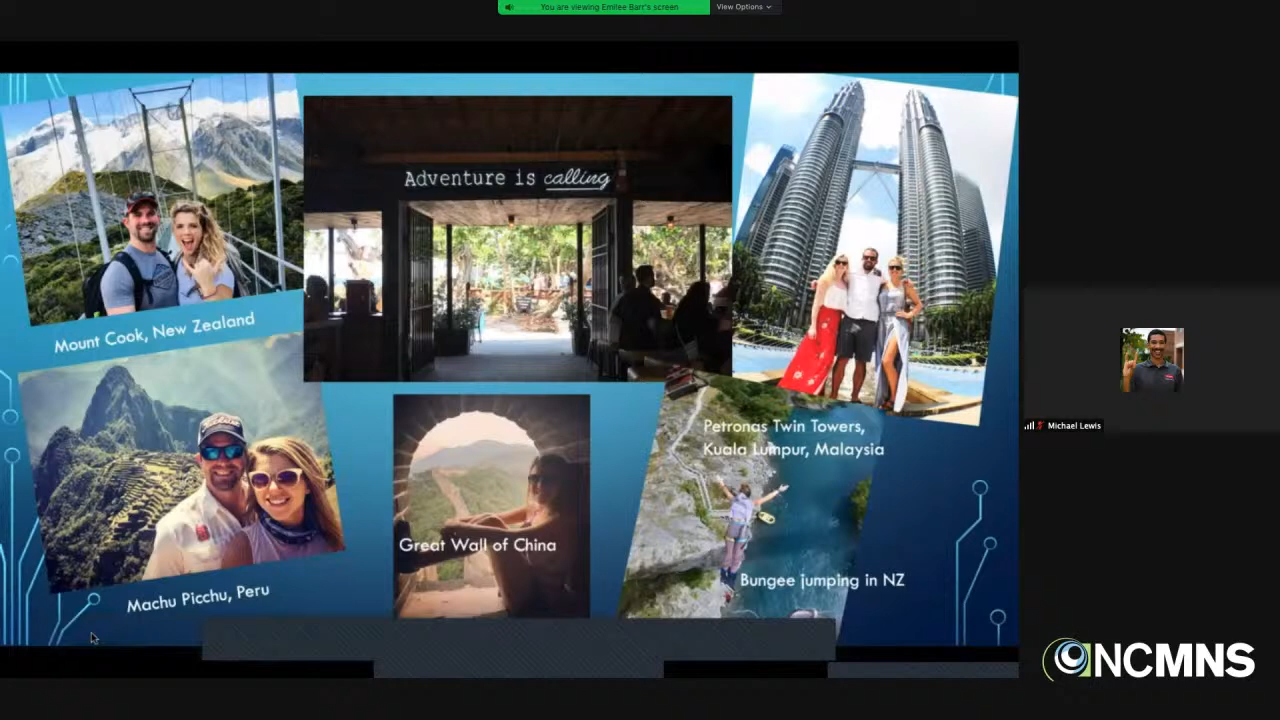 You are viewing Emilee Barr's screen
View Options
Adventure is calling
Mount Cook, New Zealand
Petronas Twin Towers,
Kuala Lumpur, Malaysia
Great Wall of China
Bungee jumping in NZ
Machu Picchu, Peru
Michael Lewis
NCMNS